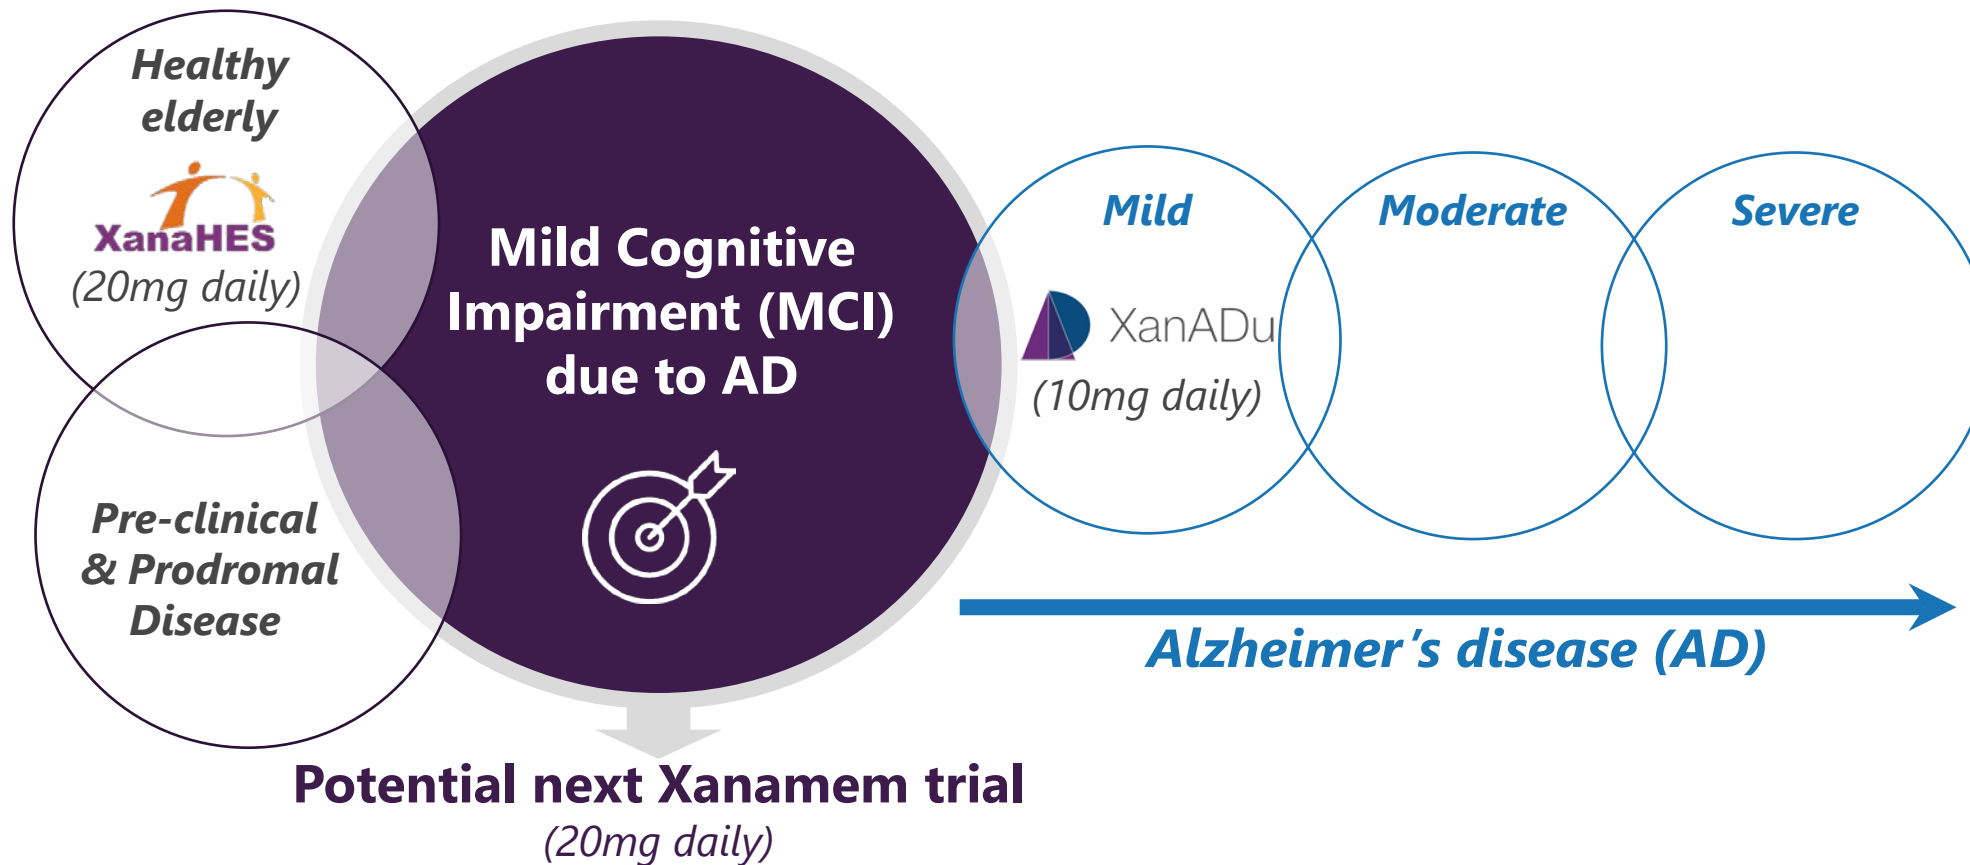 Healthy
elderly
XanaHES
(20mg daily)
Pre-clinical
& Prodromal
Disease
Mild Cognitive
Impairment (MCI)
due to AD
Potential next Xanamem trial
(20mg daily)
Mild
XanADu
(10mg daily)
Moderate
Severe
Alzheimer’s disease (AD)